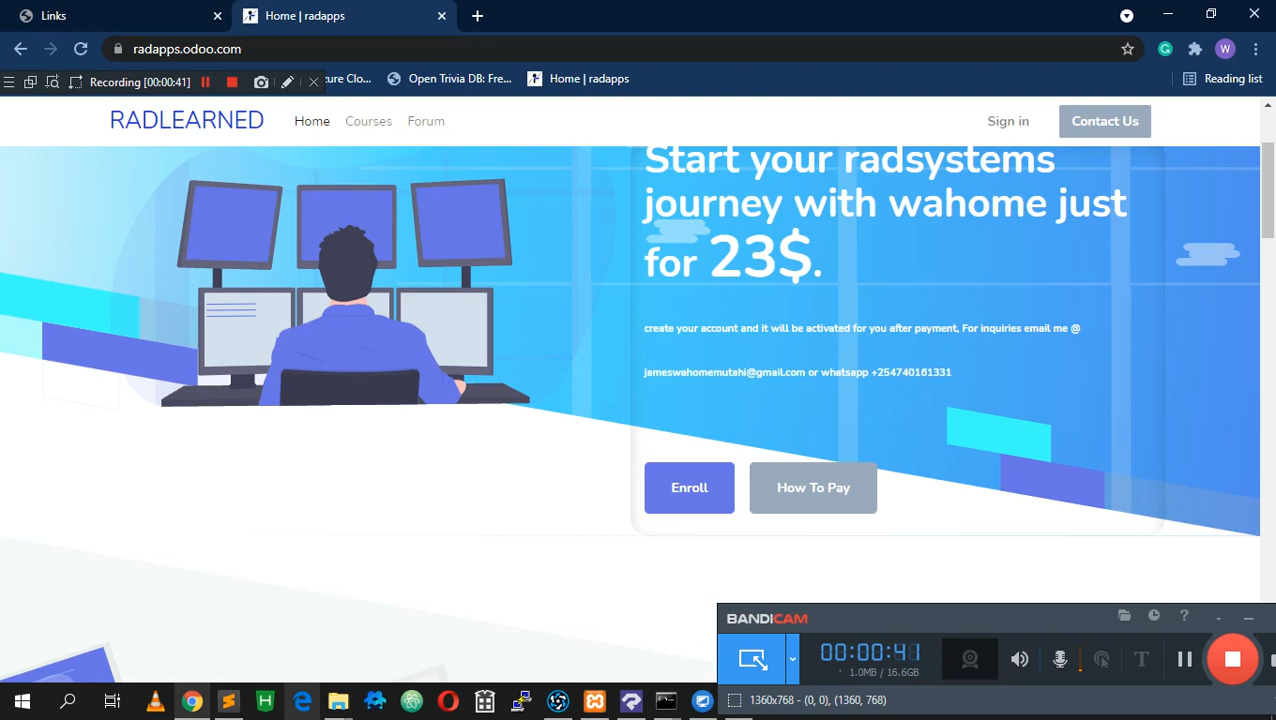 Links
Home | radapps
radapps.odoo.com
W
Recording [00:00:41]
ture Clo...
Open Trivia DB: Fre...
Home | radapps
Reading list
RADLEARNED
Home
Courses
Forum
Sign in
Contact Us
Start your radsystems
journey with wahome just
for 23$.
create your account and it will be activated for you after payment, For inquiries email me @
jameswahomemutahi@gmail.com or whatsapp +254740161331
Enroll
How To Pay
BANDICAM
00:00:41
1.0MB / 16.6GB
1360x768 - (0, 0), (1360, 768)